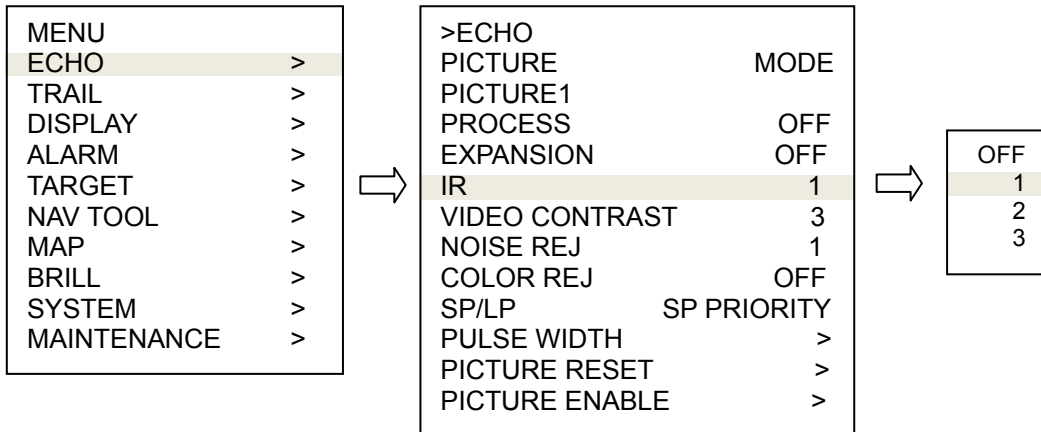 MENU
ECHO >
TRAIL >
DISPLAY >
ALARM >
TARGET >
NAV TOOL >
MAP >
BRILL >
SYSTEM >
MAINTENANCE >
>ECHO
PICTURE MODE
PICTURE1
PROCESS OFF
EXPANSION OFF
IR 1
VIDEO CONTRAST 3
NOISE REJ 1
COLOR REJ OFF
SP/LP SP PRIORITY
PULSE WIDTH >
PICTURE RESET >
PICTURE ENABLE >
OFF
1
2
3